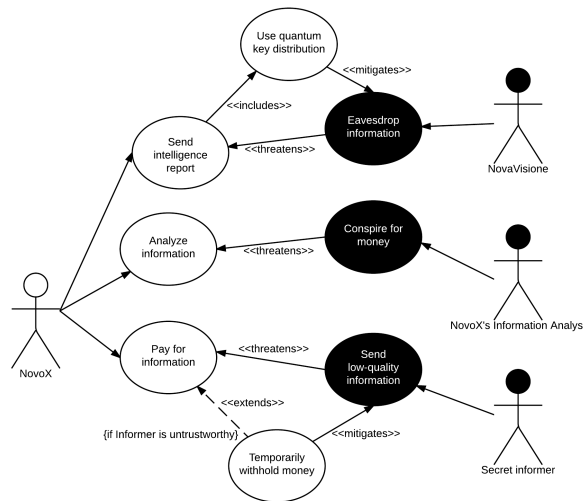 Use quantum
key distribution
<<mitigates>>
<<includes>>
Eavesdrop
information
Send
intelligence
report
<<threatens>>
NovaVisione
Analyze
information
Conspire for
money
<<threatens>>
NovoX's Information Analys
NovoX
Pay for
information
<<threatens>>
Send
low-quality
information
<<extends>>
{if Informer is untrustworthy}
<<mitigates>>
Temporarily
withhold money
Secret informer